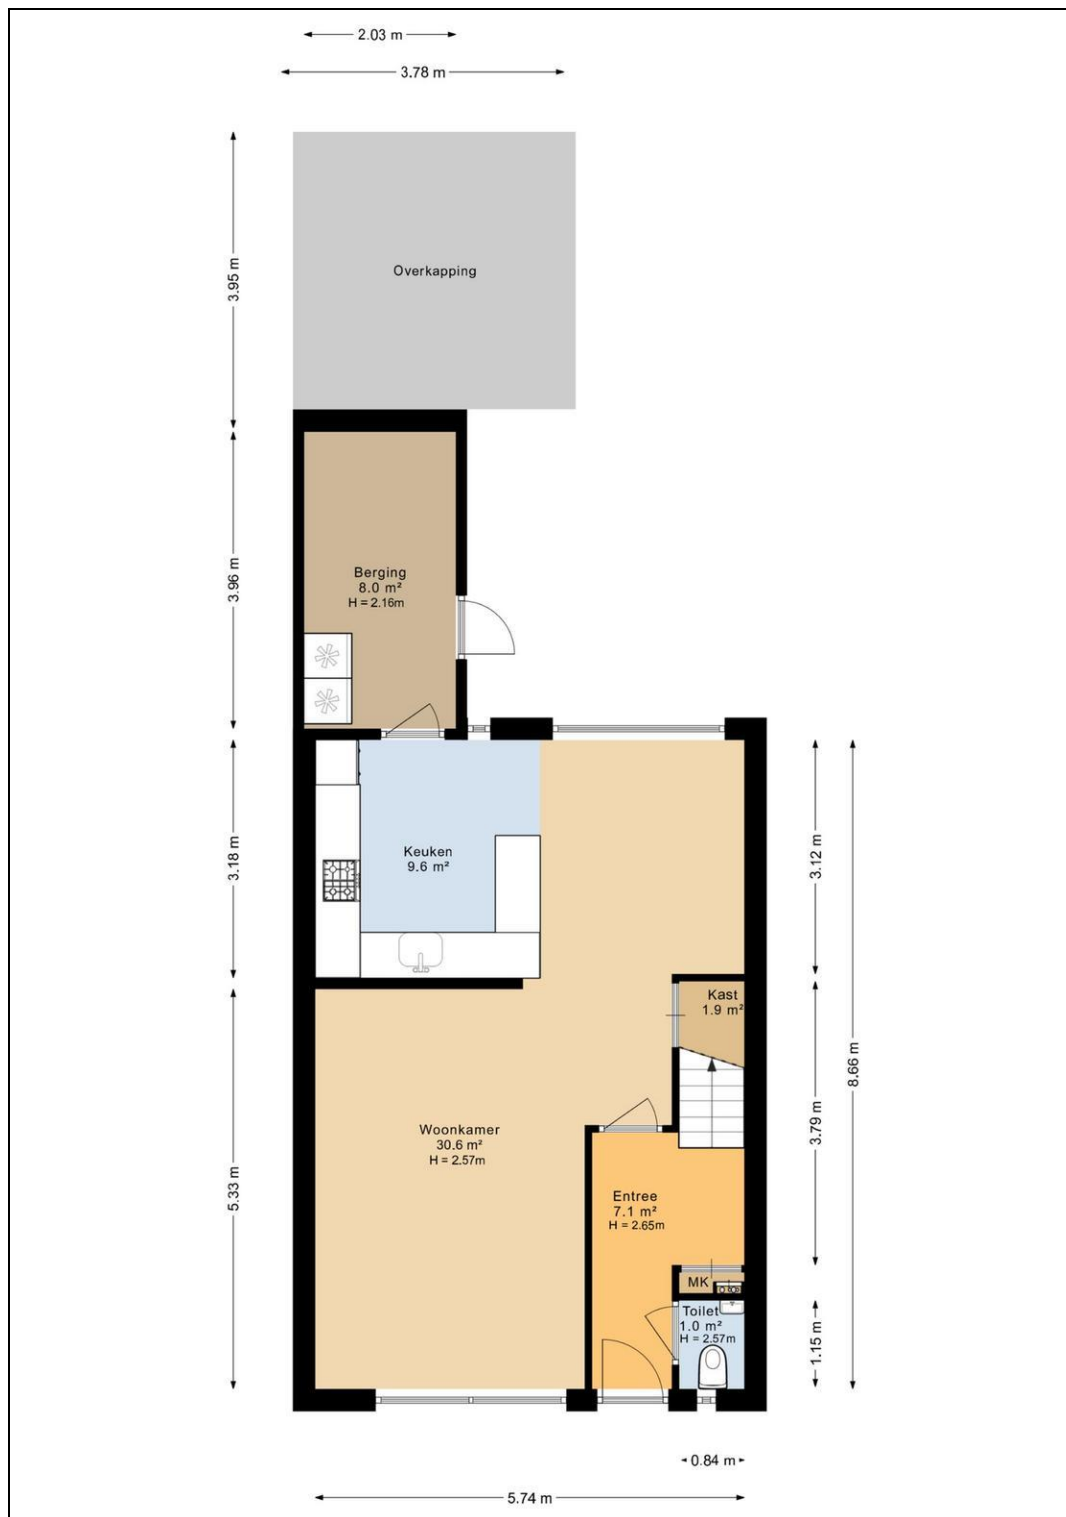 2.03 m
3.78 m
3.95 m
Overkapping
3.96 m
Berging
8.0 m²
H = 2.16m
3.18 m
Keuken
9.6 m²
3.12 m
8.66 m
Kast
1.9 m²
3.79 m
5.33 m
Woonkamer
30.6 m²
H = 2.57m
Entree
7.1 m²
H = 2.65m
MK
Toilet
1.0 m²
H = 2.57m
1.15 m
0.84 m
5.74 m